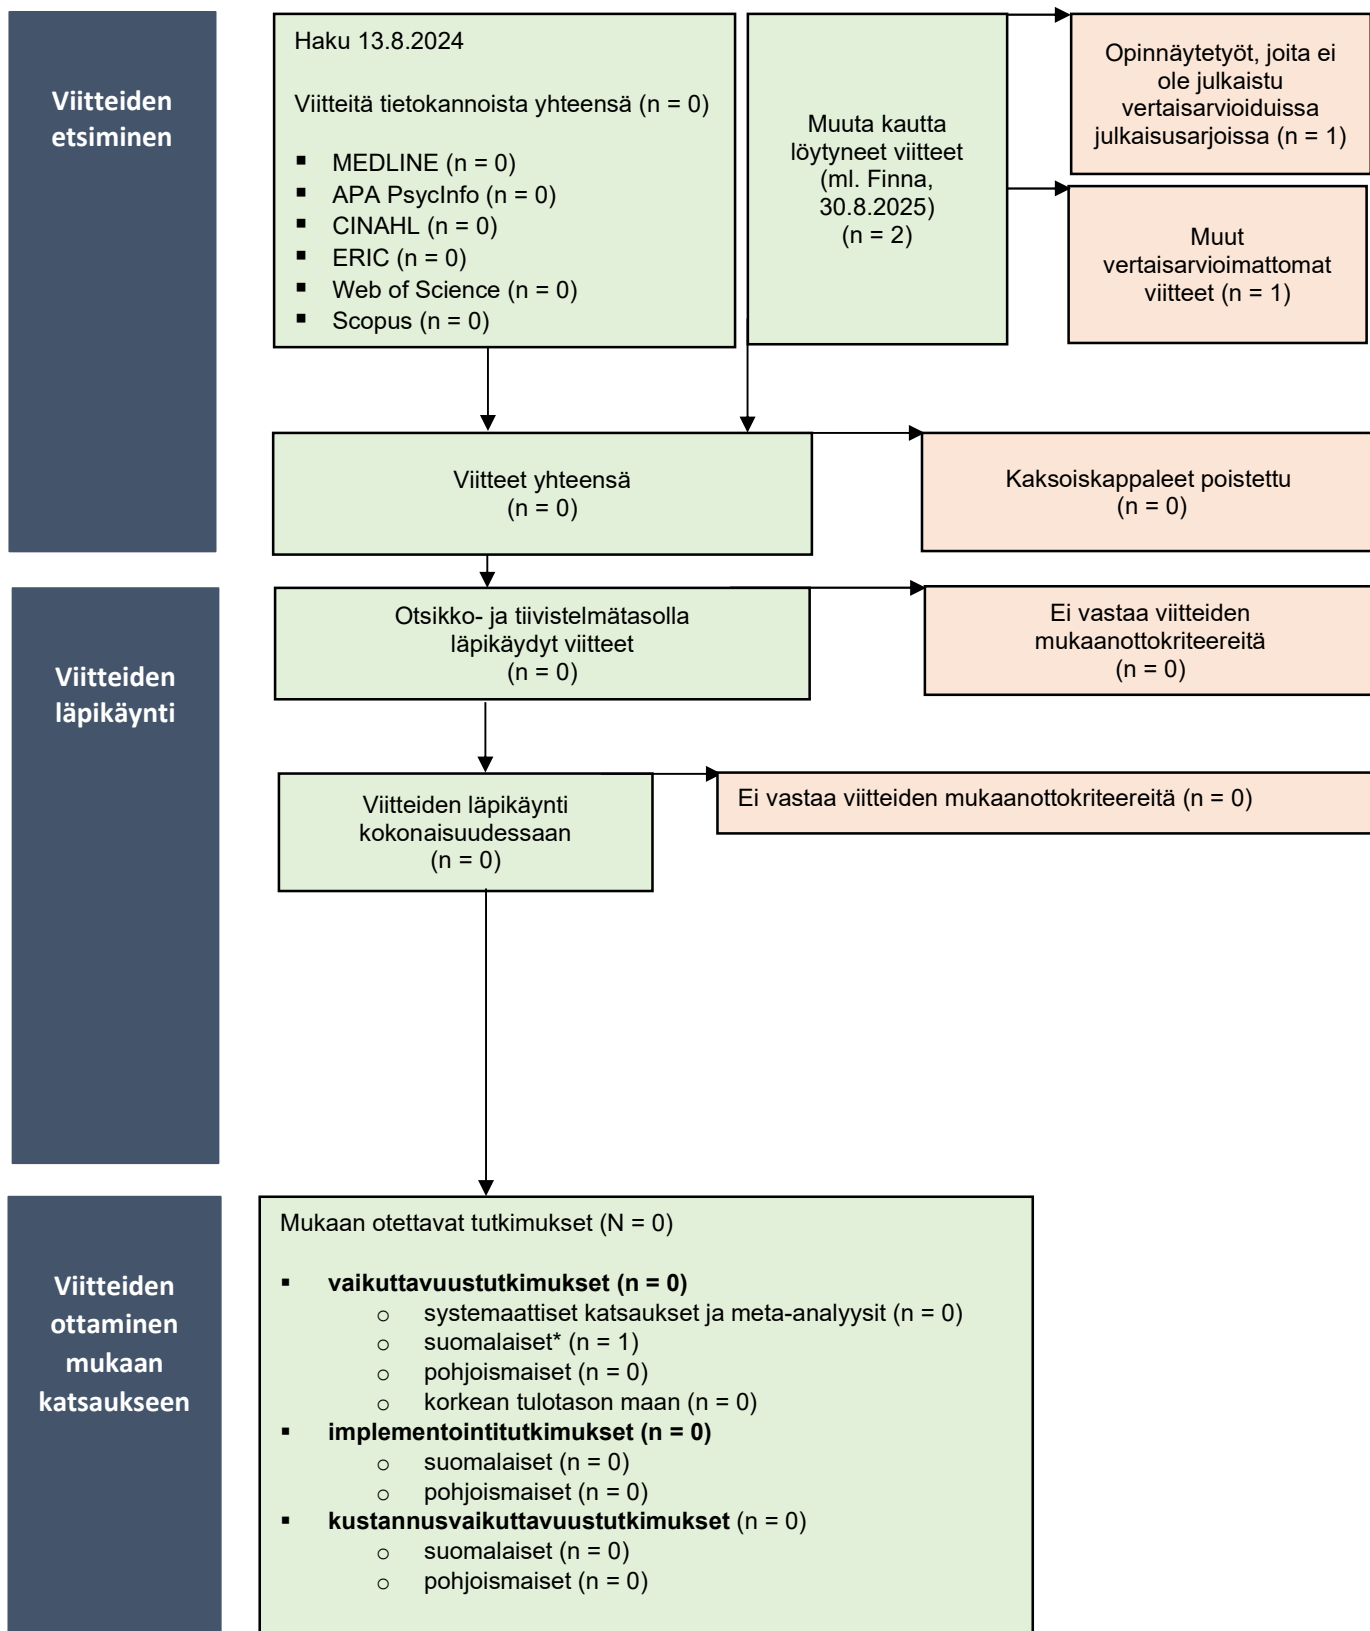 Viitteiden
etsiminen
Haku 13.8.2024
Viitteitä tietokannoista yhteensä (n = 0)
▪ MEDLINE (n = 0)
▪ APA PsycInfo (n = 0)
▪ CINAHL (n = 0)
▪ ERIC (n = 0)
▪ Web of Science (n = 0)
▪ Scopus (n = 0)
Muuta kautta
löytyneet viitteet
(ml. Finna,
30.8.2025)
(n = 2)
Opinnäytetyöt, joita ei
ole julkaistu
vertaisarvioiduissa
julkaisusarjoissa (n = 1)
Muut
vertaisarvioimattomat
viitteet (n = 1)
Viitteet yhteensä
(n = 0)
Kaksoiskappaleet poistettu
(n = 0)
Viitteiden
läpikäynti
Otsikko- ja tiivistelmätasolla
läpikäydyt viitteet
(n = 0)
Ei vastaa viitteiden
mukaanottokriteereitä
(n = 0)
Viitteiden läpikäynti
kokonaisuudessaan
(n = 0)
Ei vastaa viitteiden mukaanottokriteereitä (n = 0)
Viitteiden
ottaminen
mukaan
katsaukseen
Mukaan otettavat tutkimukset (N = 0)
▪ vaikuttavuustutkimukset (n = 0)
o systemaattiset katsaukset ja meta-analyysit (n = 0)
o suomalaiset* (n = 1)
o pohjoismaiset (n = 0)
o korkean tulotason maan (n = 0)
▪ implementointitutkimukset (n = 0)
o suomalaiset (n = 0)
o pohjoismaiset (n = 0)
▪ kustannusvaikuttavuustutkimukset (n = 0)
o suomalaiset (n = 0)
o pohjoismaiset (n = 0)